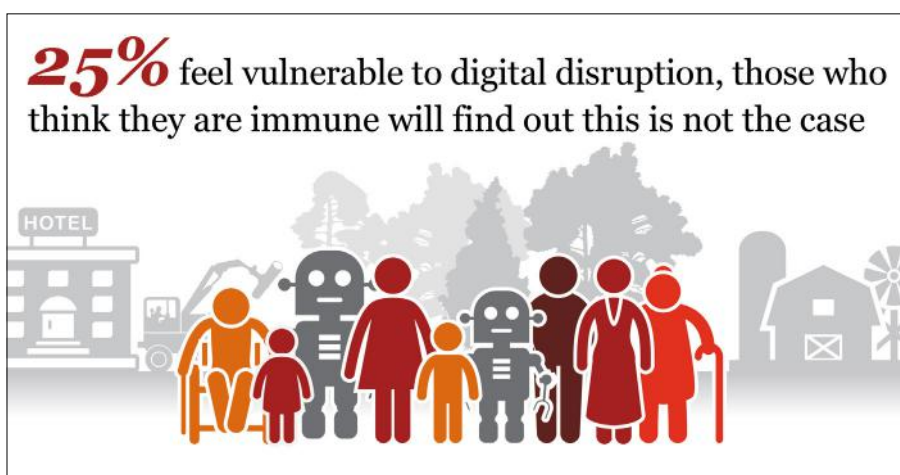 25% feel vulnerable to digital disruption, those who
think they are immune will find out this is not the case
HOTEL